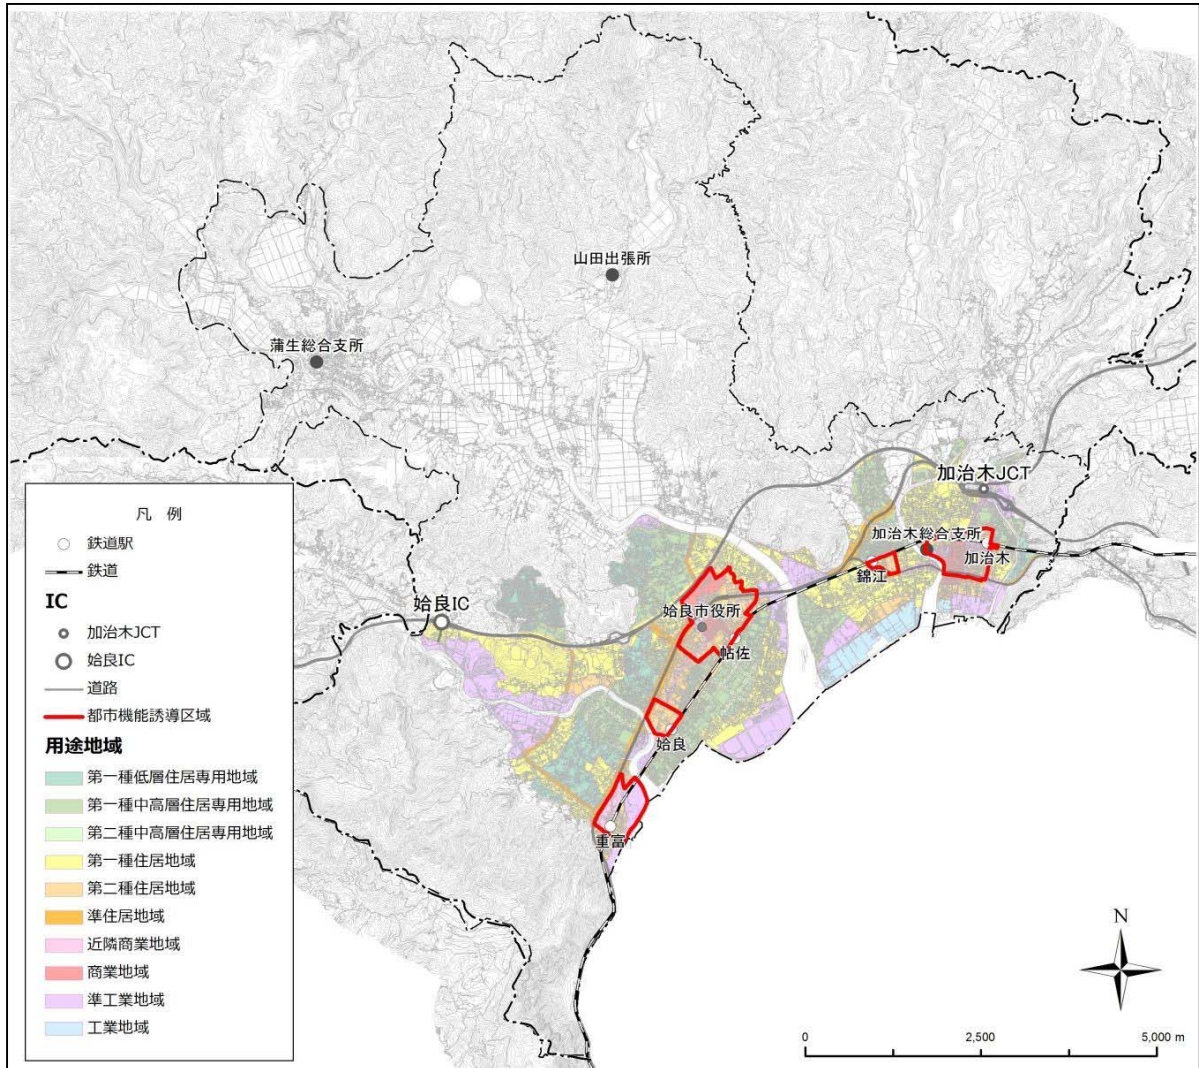 山田出張所
蒲生総合支所
加治木JCT
加治木総合支所
加治木
錦江
姶良IC
姶良市役所
帖佐
姶良
重富
凡 例
鉄道駅
鉄道
IC
加治木JCT
姶良IC
道路
都市機能誘導区域
用途地域
第一種低層住居専用地域
第一種中高層住居専用地域
第二種中高層住居専用地域
第一種住居地域
第二種住居地域
準住居地域
近隣商業地域
商業地域
準工業地域
工業地域
N
0 2,500 5,000 m